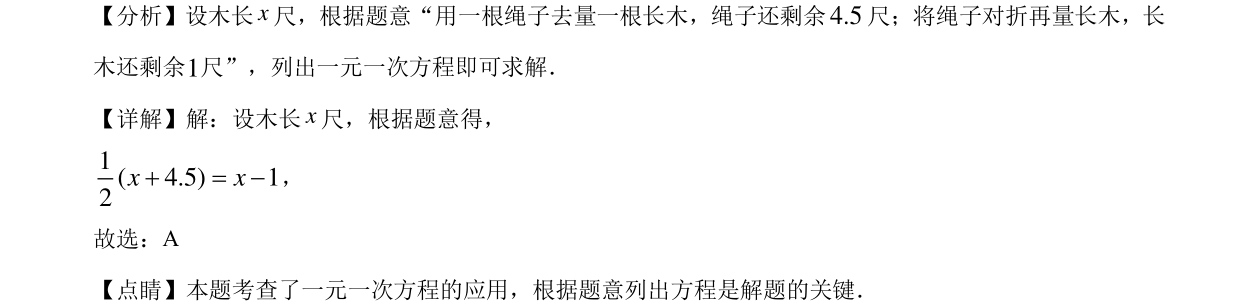 【分析】设木长 x 尺，根据题意“用一根绳子去量一根长木，绳子还剩余 4.5 尺；将绳子对折再量长木，长
木还剩余1尺”，列出一元一次方程即可求解．
【详解】解：设木长 x 尺，根据题意得，
\frac{1}{2}(x+4.5)=x-1，
故选：A
【点睛】本题考查了一元一次方程的应用，根据题意列出方程是解题的关键．